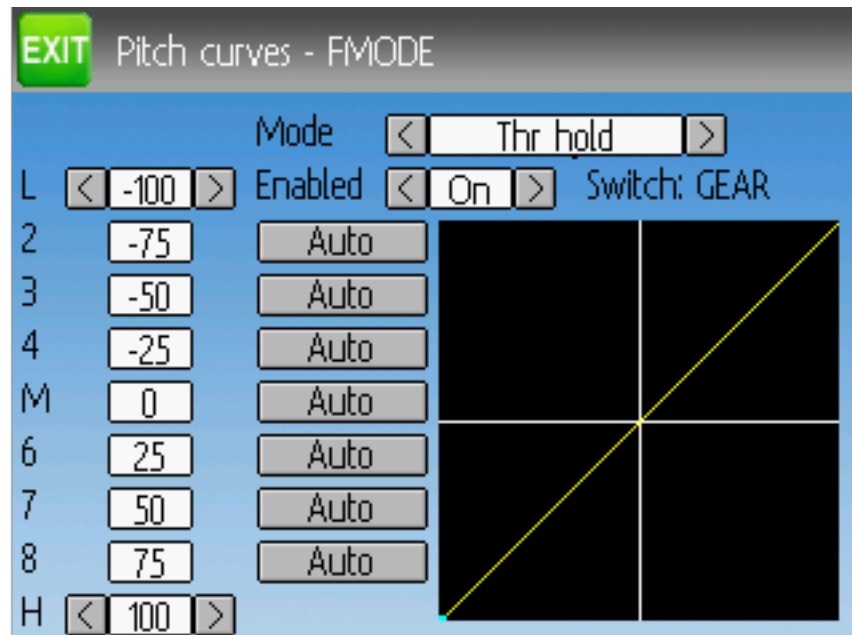 EXIT Pitch curves - FMODE
Mode < Thr hold >
L < -100 > Enabled < On > Switch: GEAR
2 -75 Auto
3 -50 Auto
4 -25 Auto
M 0 Auto
6 25 Auto
7 50 Auto
8 75 Auto
H < 100 >